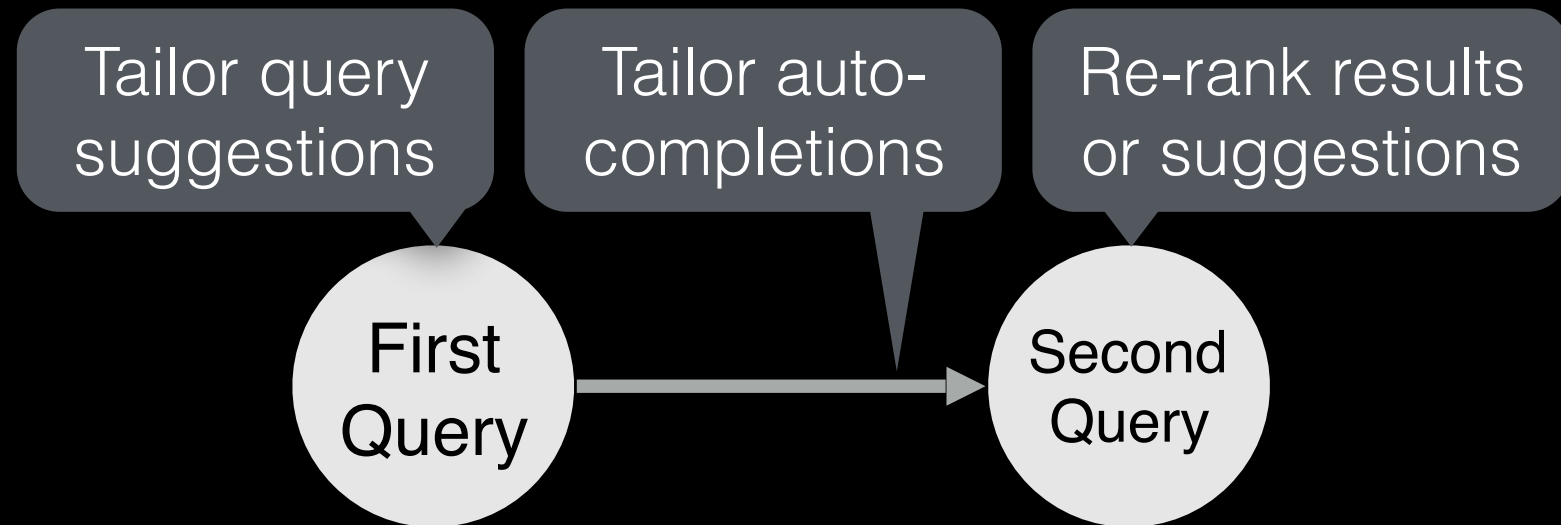 Tailor query
suggestions
Tailor auto-
completions
Re-rank results
or suggestions
First
Query
Second
Query